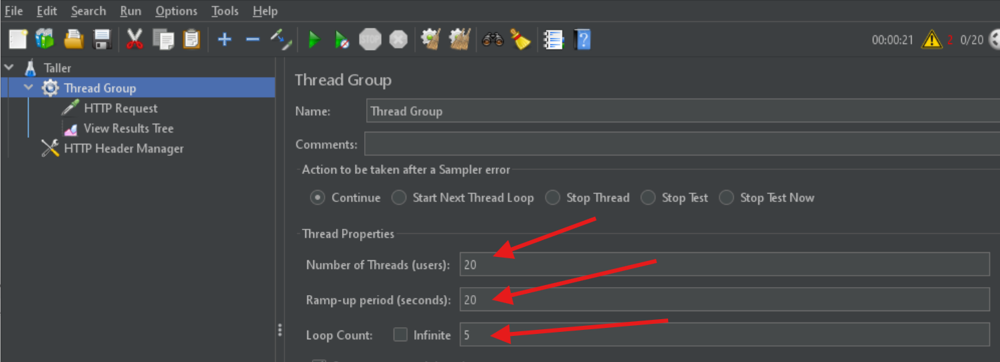 File Edit Search Run Options Tools Help
STOP 00:00:21 2 0/20
Taller
Thread Group
HTTP Request
View Results Tree
HTTP Header Manager
Thread Group
Name: Thread Group
Comments:
Action to be taken after a Sampler error
Continue Start Next Thread Loop Stop Thread Stop Test Stop Test Now
Thread Properties
Number of Threads (users): 20
Ramp-up period (seconds): 20
Loop Count: Infinite 5